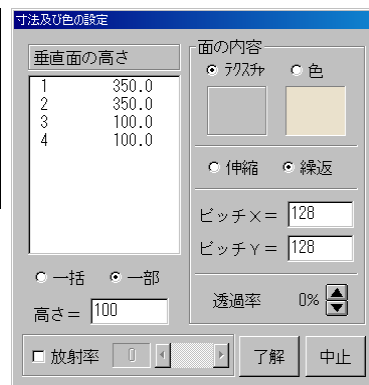 寸法及び色の設定
垂直面の高さ
1 350.0
2 350.0
3 100.0
4 100.0
一括 一部
高さ= 100
面の内容
ﾃｸｽﾁｬ 色
伸縮 繰返
ピッチX= 128
ピッチY= 128
透過率 0%
放射率 0
了解 中止